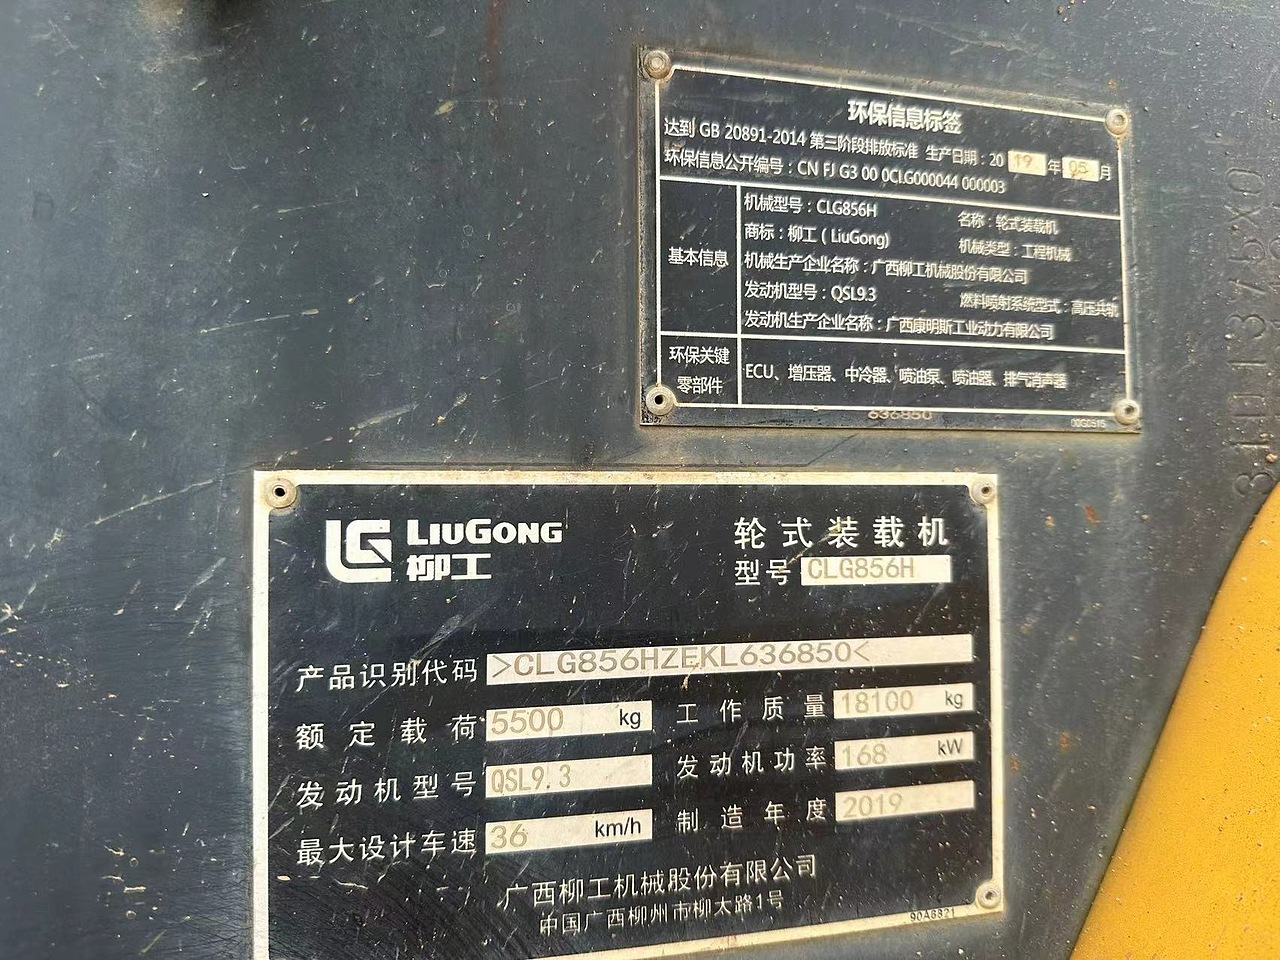 环保信息标签
达到 GB 20891-2014 第三阶段排放标准 生产日期：20 19 年 05 月
环保信息公开编号：CN FJ G3 00 0CLG000044 000003
基本信息
机械型号：CLG856H 名称：轮式装载机
商标：柳工（LiuGong) 机械类型：工程机械
机械生产企业名称：广西柳工机械股份有限公司
发动机型号：QSL9.3 燃料喷射系统型式：高压共轨
发动机生产企业名称：广西康明斯工业动力有限公司
环保关键零部件
ECU、增压器、中冷器、喷油泵、喷油器、排气消声器
636850
00G0515
LIUGONG
柳工
轮式装载机
型号 CLG856H
产品识别代码 >CLG856HZEKL636850<
额定载荷 5500 kg 工作质量 18100 kg
发动机型号 QSL9.3 发动机功率 168 kW
最大设计车速 36 km/h 制造年度 2019
广西柳工机械股份有限公司
中国广西柳州市柳太路1号
90A6821